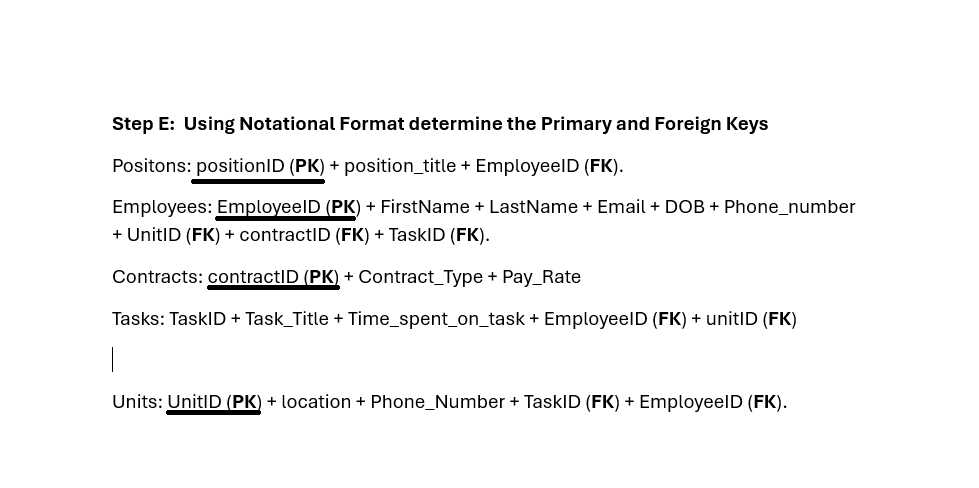 Step E:  Using Notational Format determine the Primary and Foreign Keys
Positons: positionID (PK) + position_title + EmployeeID (FK).
Employees: EmployeeID (PK) + FirstName + LastName + Email + DOB + Phone_number
+ UnitID (FK) + contractID (FK) + TaskID (FK).
Contracts: contractID (PK) + Contract_Type + Pay_Rate
Tasks: TaskID + Task_Title + Time_spent_on_task + EmployeeID (FK) + unitID (FK)
Units: UnitID (PK) + location + Phone_Number + TaskID (FK) + EmployeeID (FK).